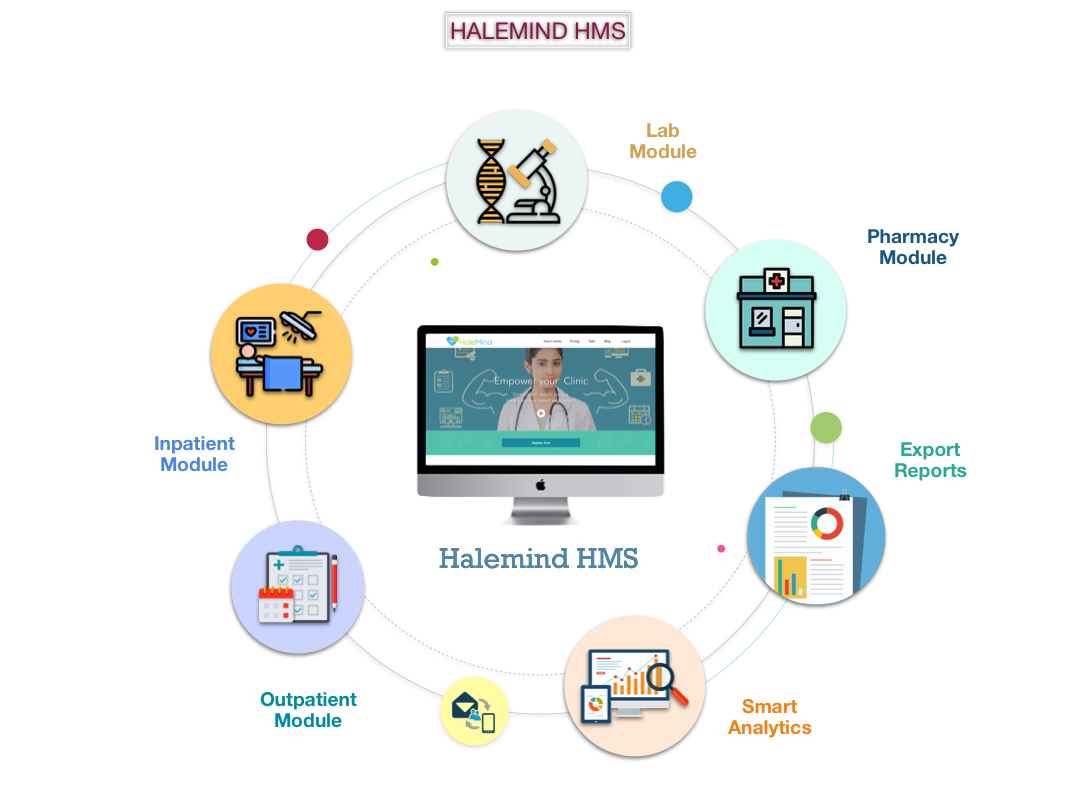 HALEMIND HMS
Lab
Module
Pharmacy
Module
HaleMind
How it works Pricing Team Blog Log In
Empower your Clinic
Register Now
Inpatient
Module
Export
Reports
Halemind HMS
Outpatient
Module
Smart
Analytics